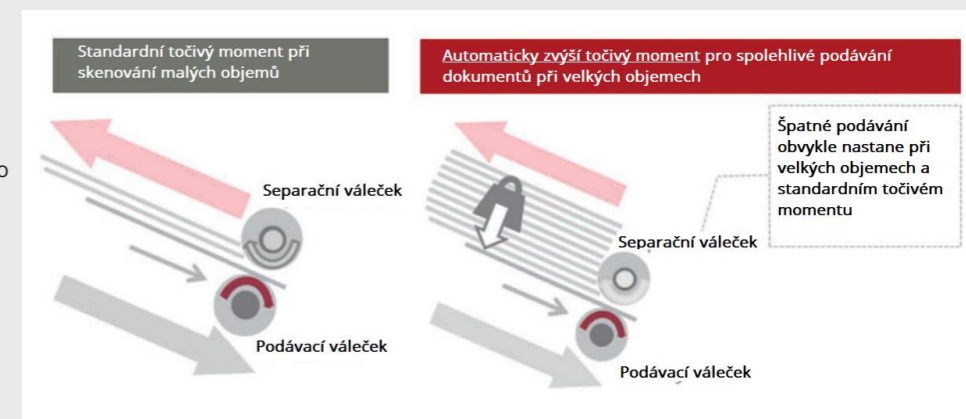 Standardní točivý moment při
skenování malých objemů
Automaticky zvýší točivý moment pro spolehlivé podávání
dokumentů při velkých objemech
Špatné podávání
obvykle nastane při
velkých objemech a
standardním točivém
momentu
o
Separační váleček
Separační váleček
Podávací váleček
Podávací váleček